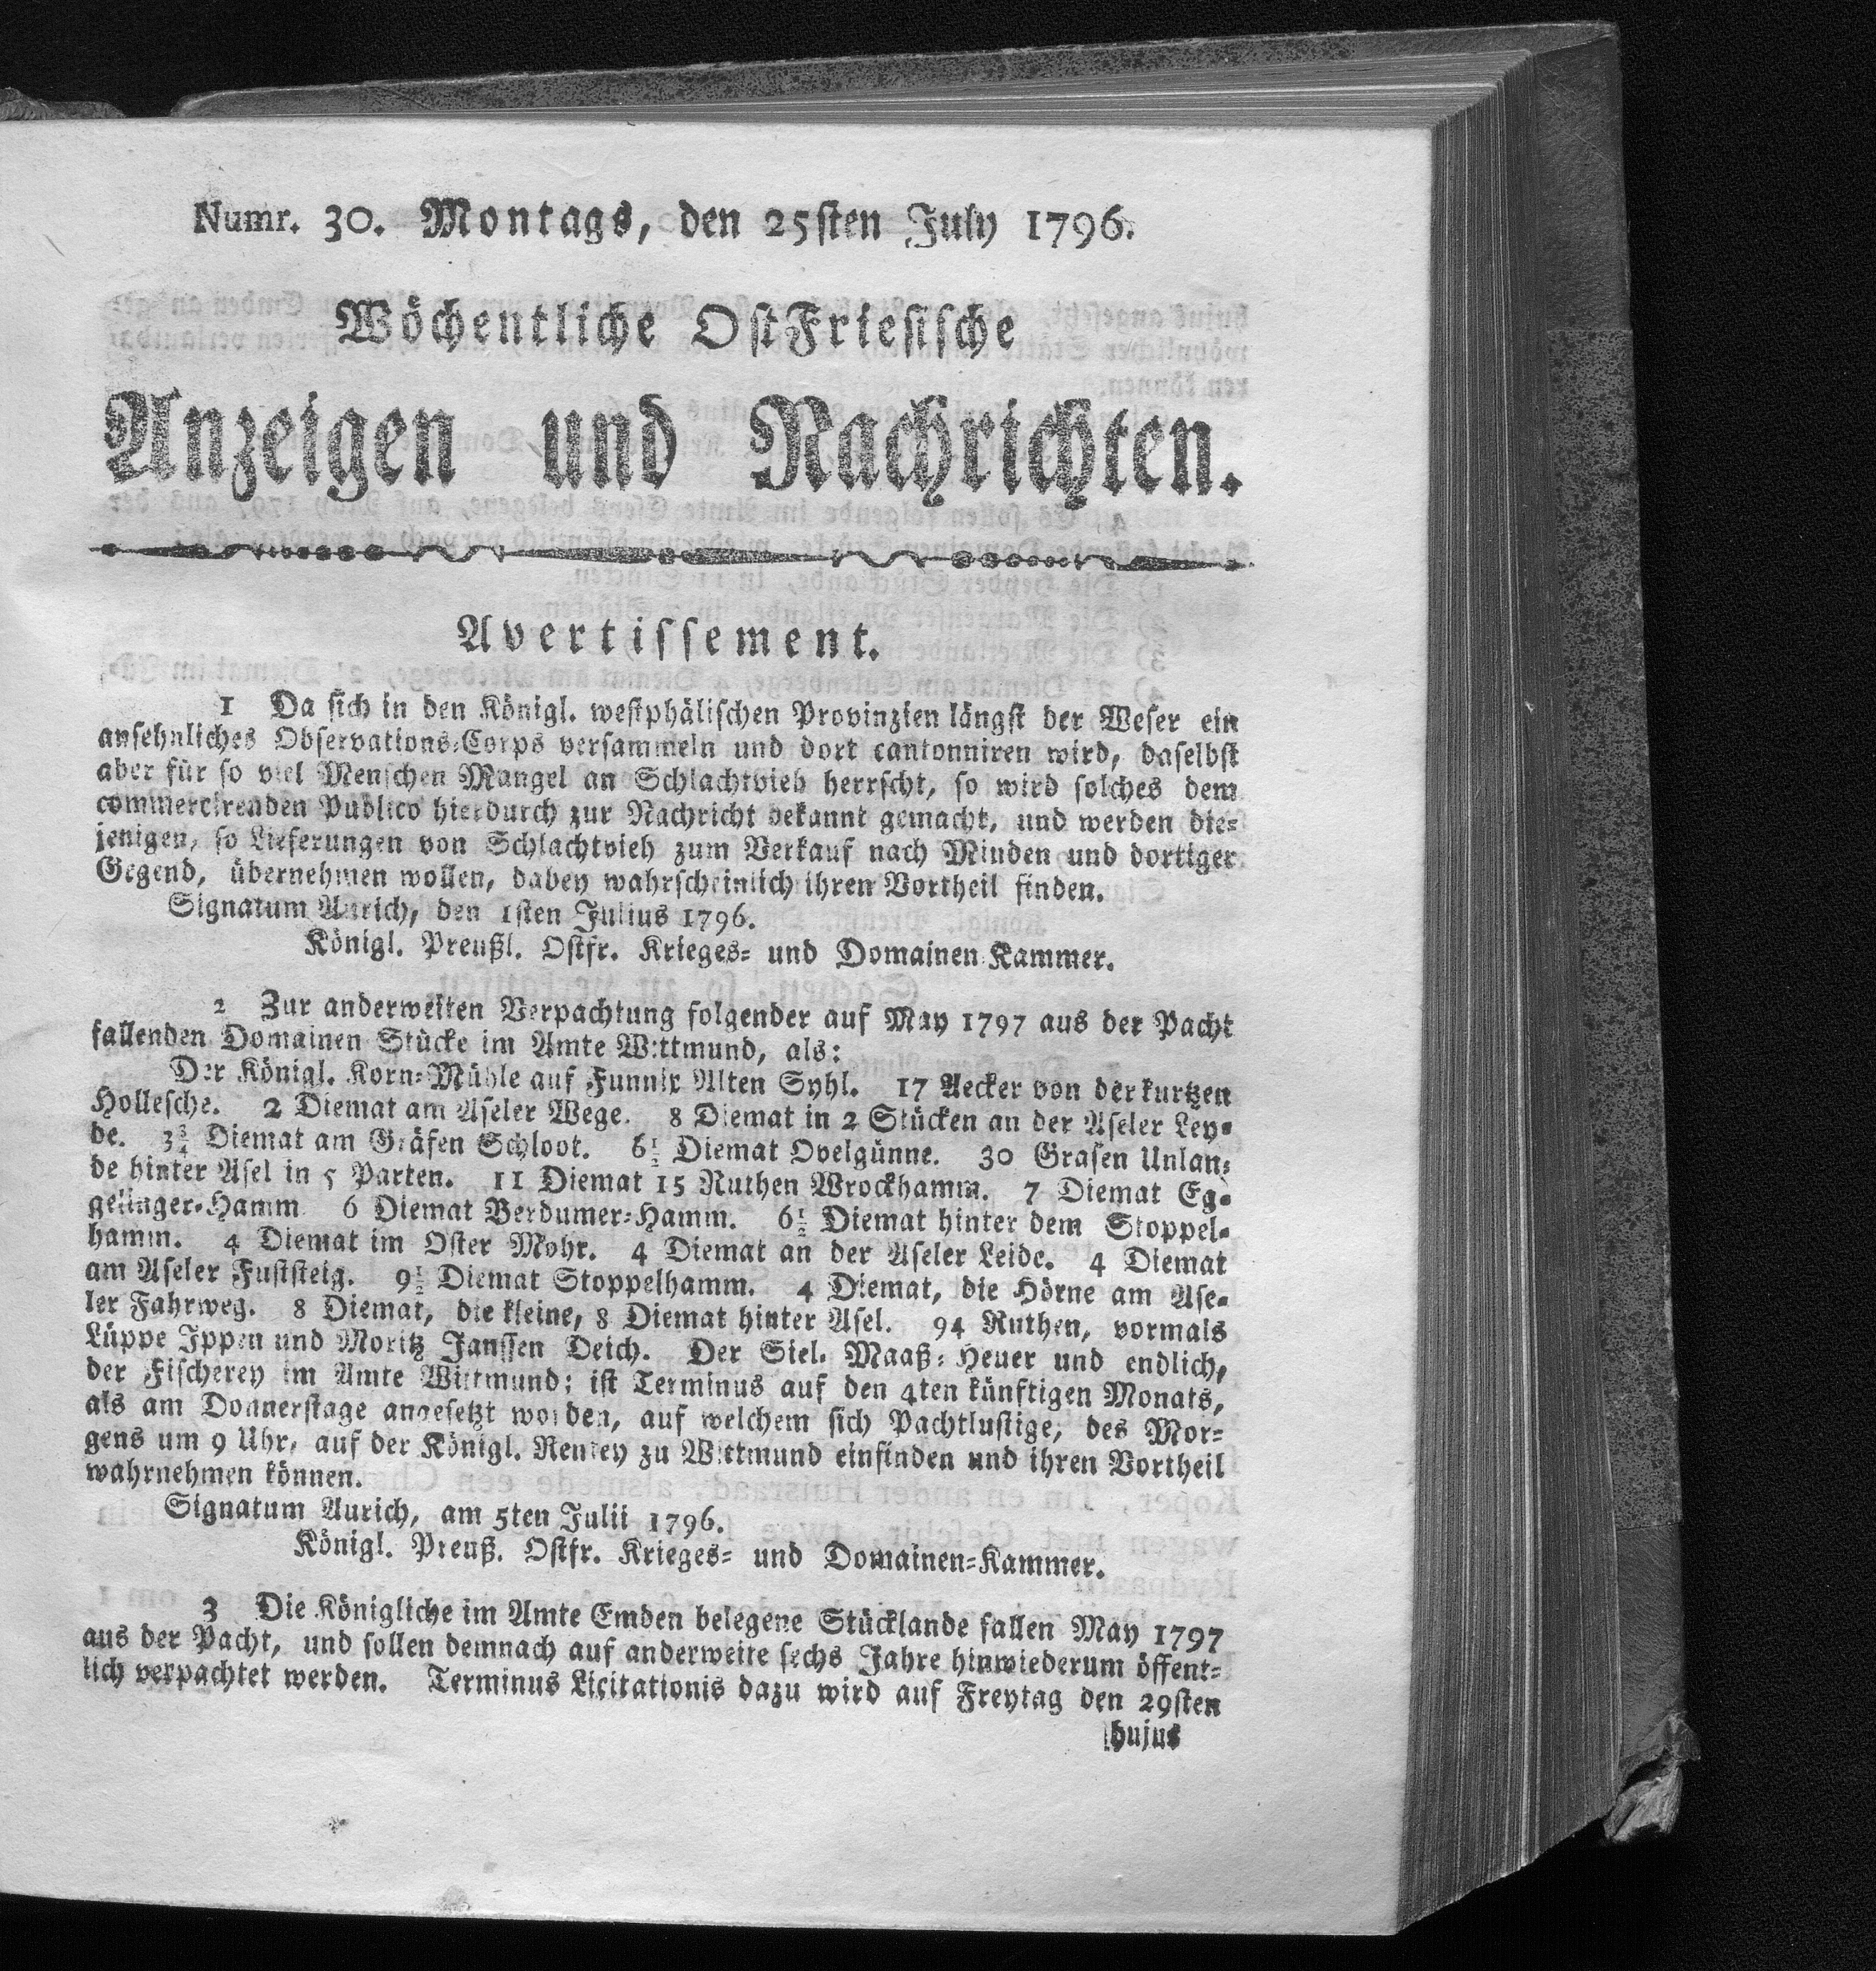 Numr. 30. Montags, den 25sten July 1796.
Wöchentliche OstFriesische
Anzeigen und Nachrichten.
Avertissement.
1 Da sich in den Königl. westphälischen Provinzien längst der Weser ein
ansehnliches Observations-Corps versammeln und dort cantonniren wird, daselbst
aber für so viel Menschen Mangel an Schlachtvieh herrscht, so wird solches dem
commercirenden Publico hierdurch zur Nachricht bekannt gemacht, und werden die-
jenigen, so Lieferungen von Schlachtvieh zum Verkauf nach Minden und dortiger
Gegend, übernehmen wollen, dabey wahrscheinlich ihren Vortheil finden.
Signatum Aurich, den 1sten Julius 1796.
Königl. Preußl. Ostfr. Krieges- und Domainen Kammer.
2 Zur anderweiten Verpachtung folgender auf May 1797 aus der Pacht
fallenden Domainen Stücke im Amte Wittmund, als:
Der Königl. Korn-Mühle auf Funnix Alten Syhl. 17 Aecker von der kurtzen
Hollesche. 2 Diemat am Aseler Wege. 8 Diemat in 2 Stücken an der Aseler Ley-
de. 3¾ Diemat am Gräfen Schloot. 6½ Diemat Ovelgünne. 30 Grasen Unlan-
de hinter Asel in 5 Parten. 11 Diemat 15 Ruthen Wrockhamm. 7 Diemat Eg-
gelinger-Hamm 6 Diemat Berdumer-Hamm. 6½ Diemat hinter dem Stoppel-
hamm. 4 Diemat im Oster Mohr. 4 Diemat an der Aseler Leide. 4 Diemat
am Aseler Fuststeig. 9½ Diemat Stoppelhamm. 4 Diemat, die Hörne am Ase-
ler Fahrweg. 8 Diemat, die kleine, 8 Diemat hinter Asel. 94 Ruthen, vormals
Lüppe Ippen und Moritz Janssen Deich. Der Siel. Maaß-Heuer und endlich,
der Fischerey im Amte Wittmund; ist Terminus auf den 4ten künftigen Monats,
als am Donnerstage angesetzt worden, auf welchem sich Pachtlustige, des Mor-
gens um 9 Uhr, auf der Königl. Rentey zu Wittmund einfinden und ihren Vortheil
wahrnehmen können.
Signatum Aurich, am 5ten Julii 1796.
Königl. Preuß. Ostfr. Krieges- und Domainen-Kammer.
3 Die Königliche im Amte Emden belegene Stücklande fallen May 1797
aus der Pacht, und sollen demnach auf anderweite sechs Jahre hinwiederum öffent-
lich verpachtet werden. Terminus Licitationis dazu wird auf Freytag den 29sten
hujus